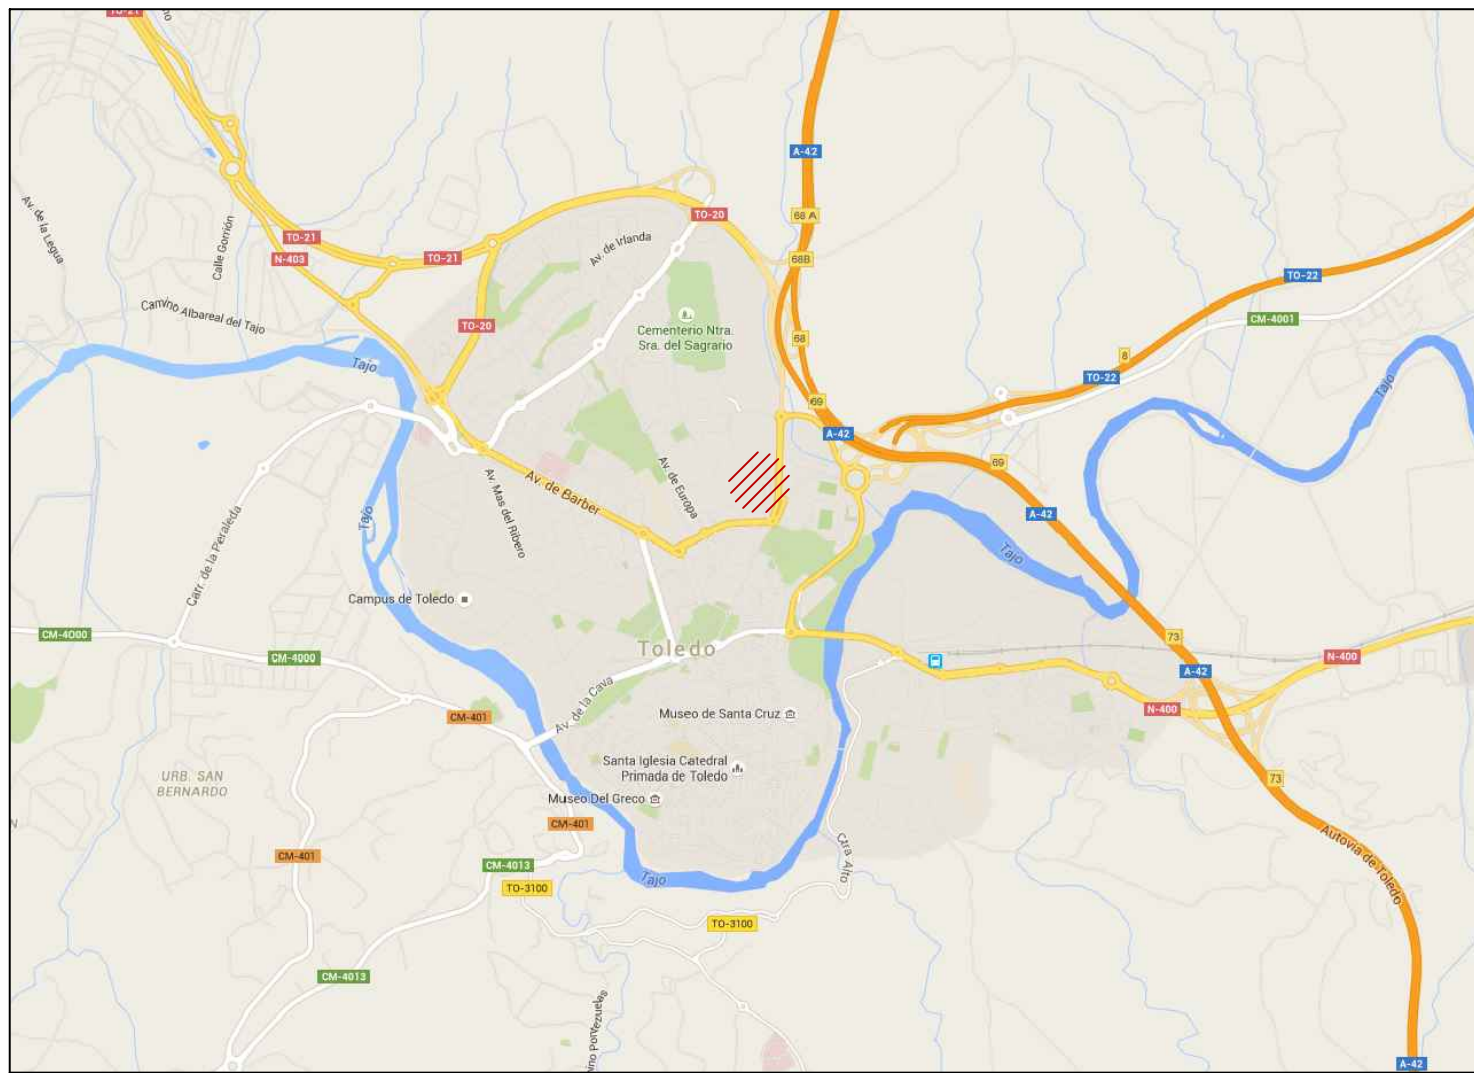 TO-21
A-42
68 A
TO-20
Av. de la Legua
Calle Gorrión
TO-21
Av. de Irlanda
N-403
TO-21
68B
TO-22
Camino Albareal del Tajo
TO-20
Cementerio Ntra.
Sra. del Sagrario
68
CM-4001
8
Tajo
TO-22
Tajo
69
A-42
69
Av. de Barber
Av. de Europa
Av. Mas del Ribero
Tajo
A-42
Carr. de la Peraleda
Tajo
Campus de Toledo
CM-4000
CM-4000
Toledo
73
A-42
N-400
Av. de la Cava
CM-401
Museo de Santa Cruz
N-400
URB. SAN
BERNARDO
Santa Iglesia Catedral
Primada de Toledo
73
Museo Del Greco
CM-401
Ctra. Alto
Autovia de Toledo
CM-401
CM-4013
Tajo
TO-3100
TO-3100
CM-4013
A-42